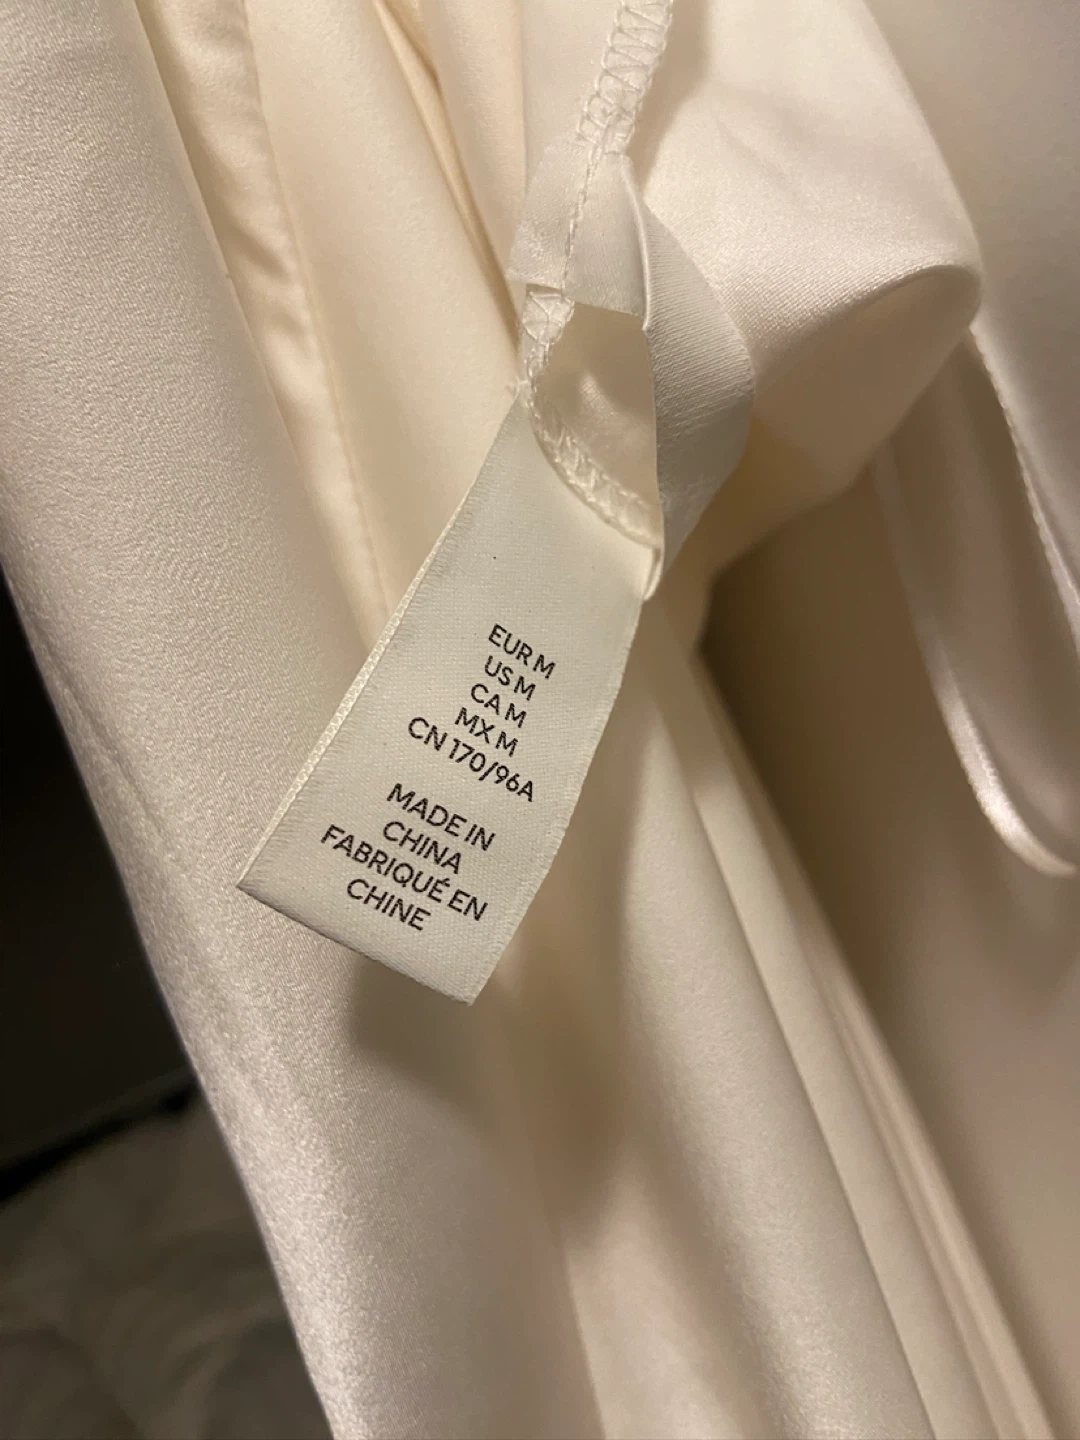 EUR M
US M
CA M
MX M
CN 170/96A
MADE IN
CHINA
FABRIQUÉ EN
CHINE